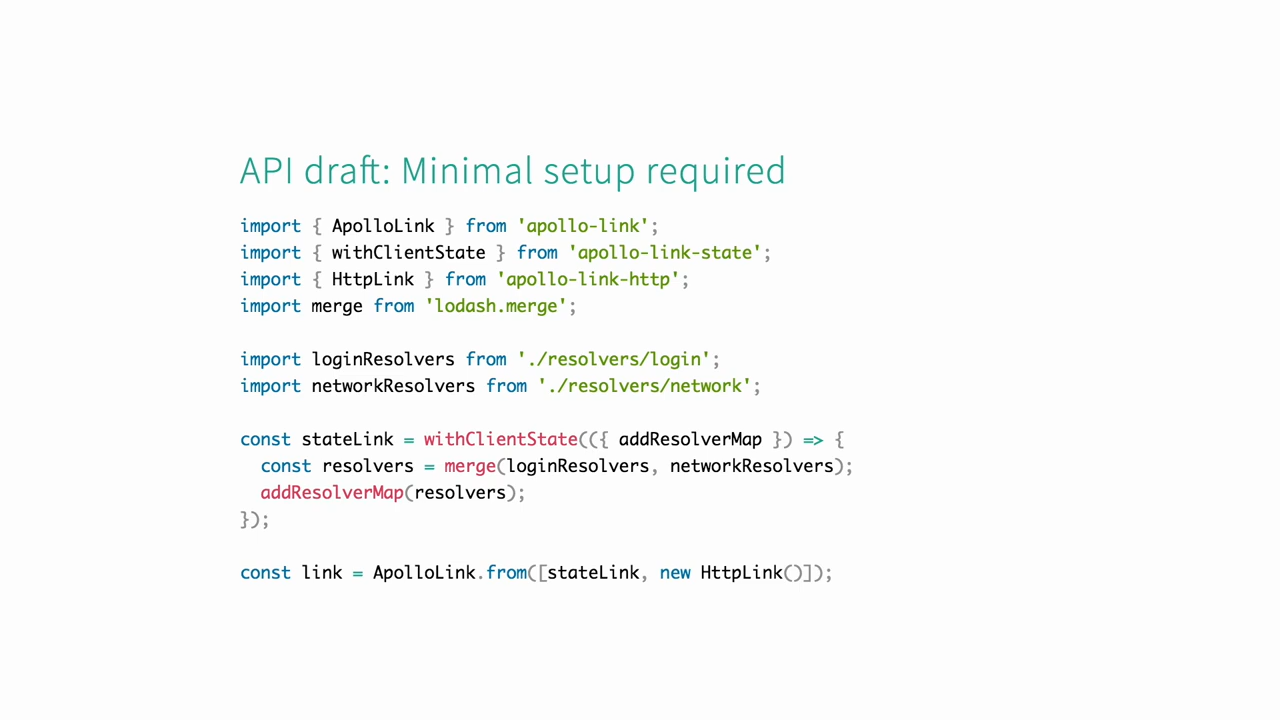 API draft: Minimal setup required
import { ApolloLink } from 'apollo-link';
import { withClientState } from 'apollo-link-state';
import { HttpLink } from 'apollo-link-http';
import merge from 'lodash.merge';
import loginResolvers from './resolvers/login';
import networkResolvers from './resolvers/network';
const stateLink = withClientState(({ addResolverMap }) => {
  const resolvers = merge(loginResolvers, networkResolvers);
  addResolverMap(resolvers);
});
const link = ApolloLink.from([stateLink, new HttpLink()]);